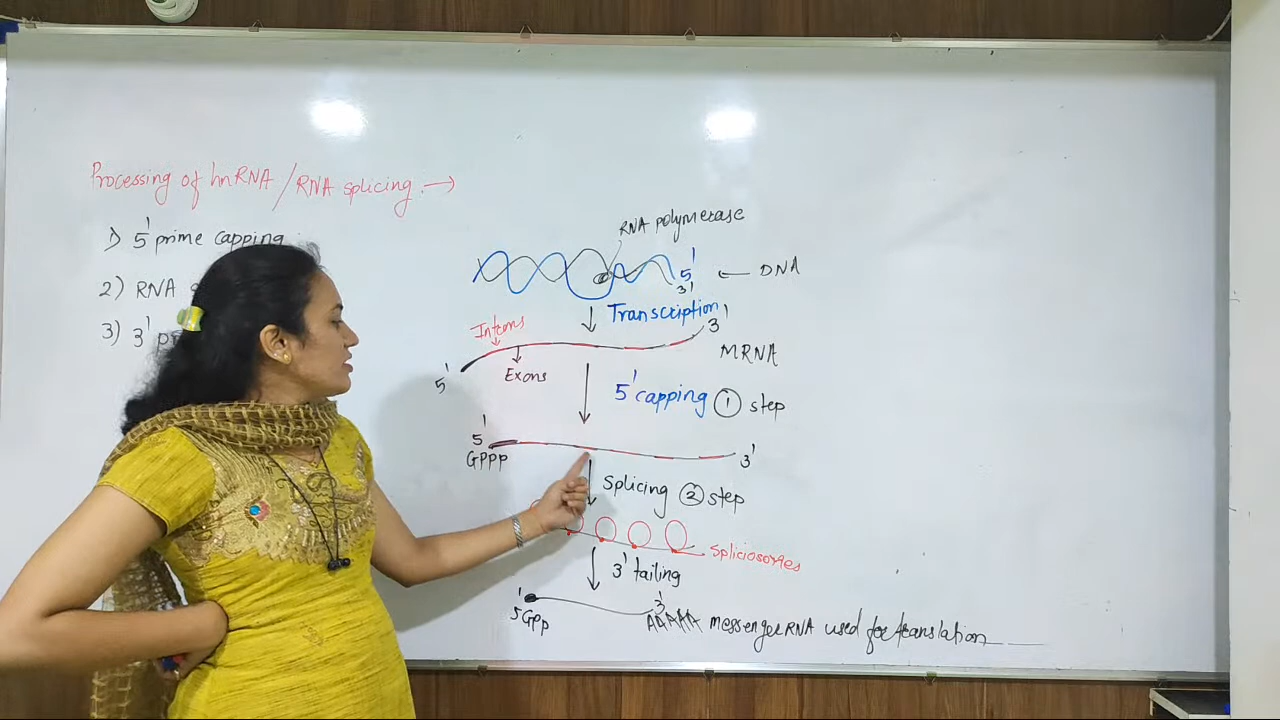 Processing of hnRNA / RNA splicing. →
1) 5' prime capping
2) RNA
3) 3' pr
RNA polymerase
5'
3'
← DNA
Transcription
Introns
3'
5'
Exons
MRNA
5' capping ① step
5'
GPPP
3'
Splicing ② step
Spliciosomes
3' tailing
5' GPP
3'
AAAAA messenger RNA used for translation